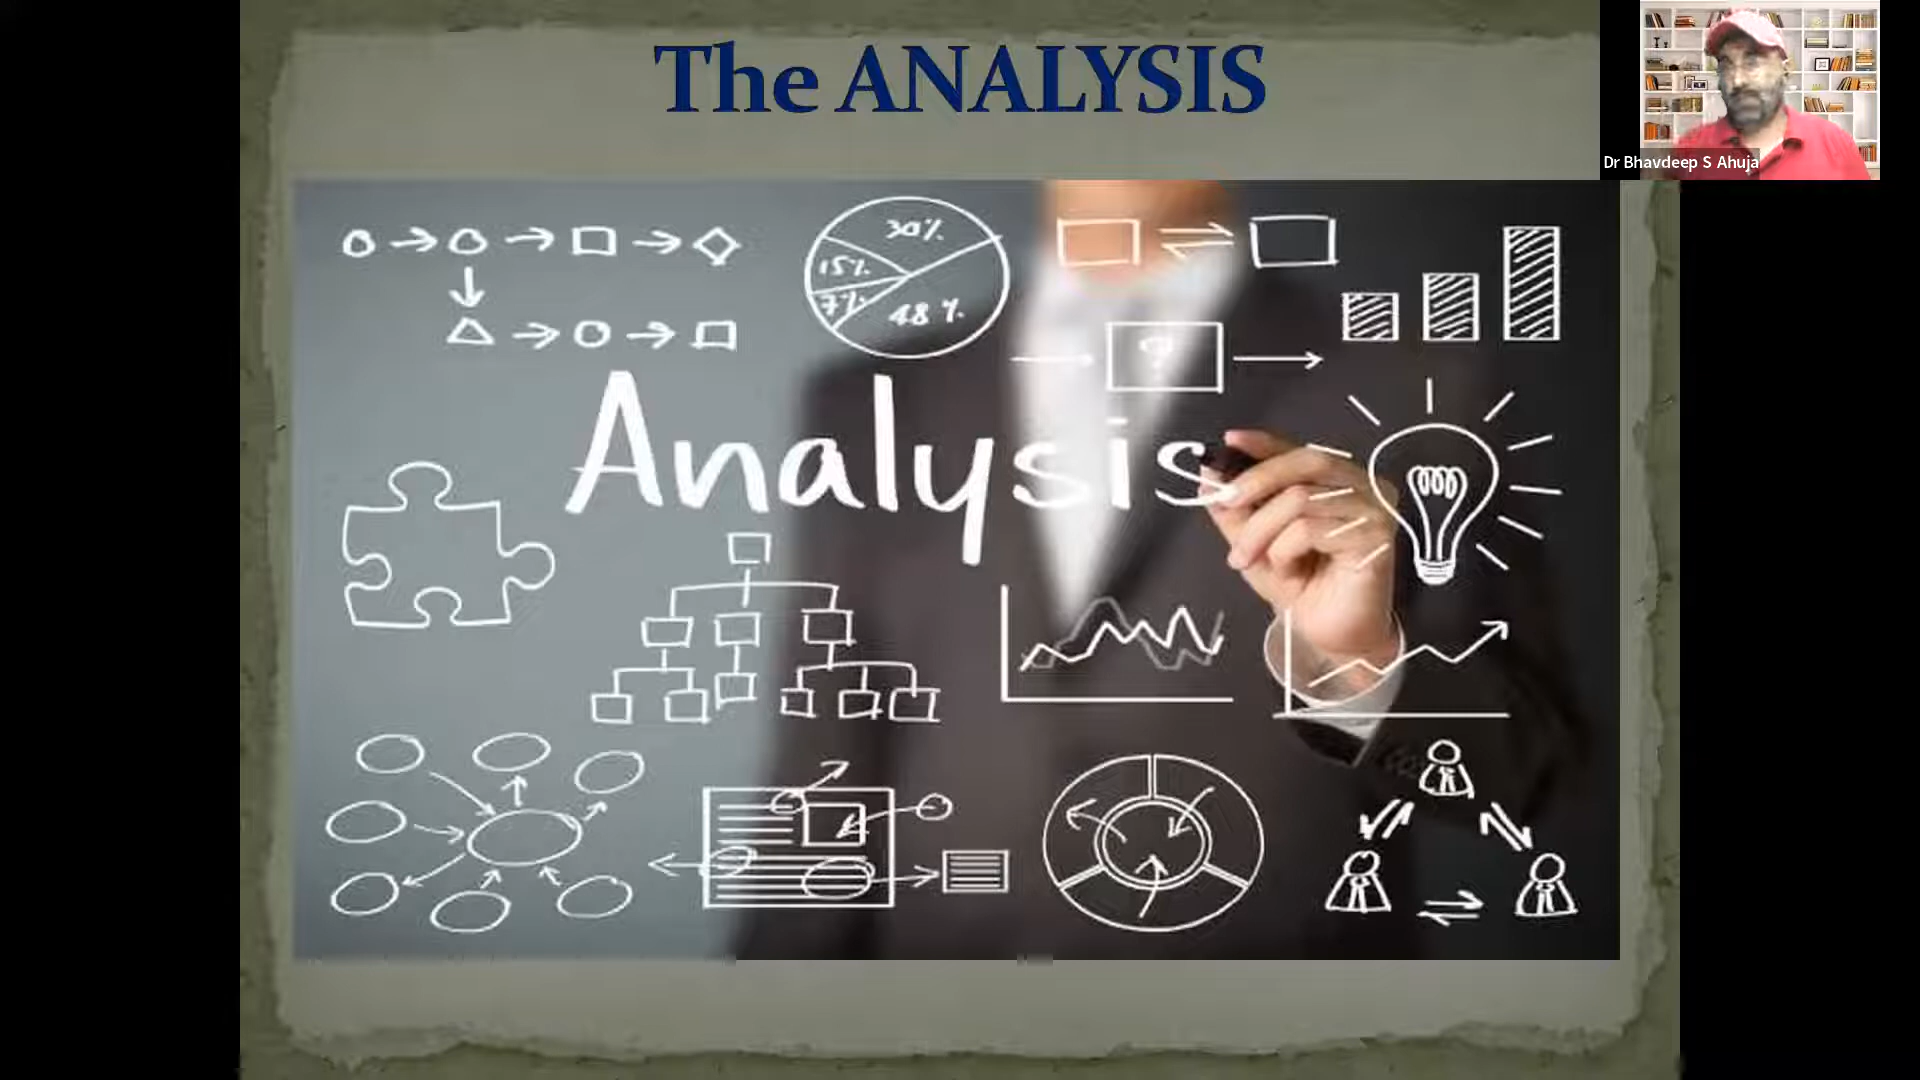 The ANALYSIS
Dr Bhavdeep S Ahuja
30%
15%
7%
48%
?
Analysis